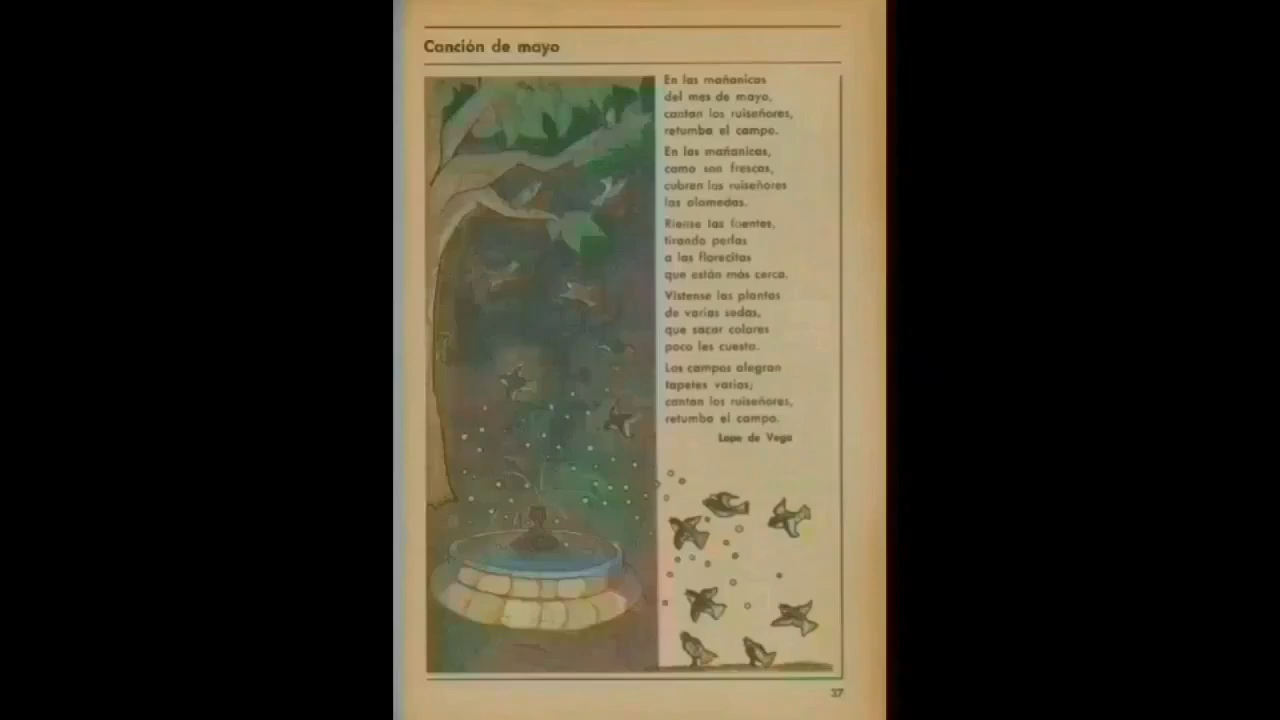 Canción de mayo
En las mañanicas
del mes de mayo,
cantan los ruiseñores,
retumba el campo.
En las mañanicas,
como son frescas,
cubren los ruiseñores
las alamedas.
Ríense las fuentes,
tirando perlas
a las florecitas
que están más cerca.
Vístense las plantas
de varias sedas,
que sacar colores
poco les cuesta.
Los campos alegran
tapetes varios;
cantan los ruiseñores,
retumba el campo.
Lope de Vega
37